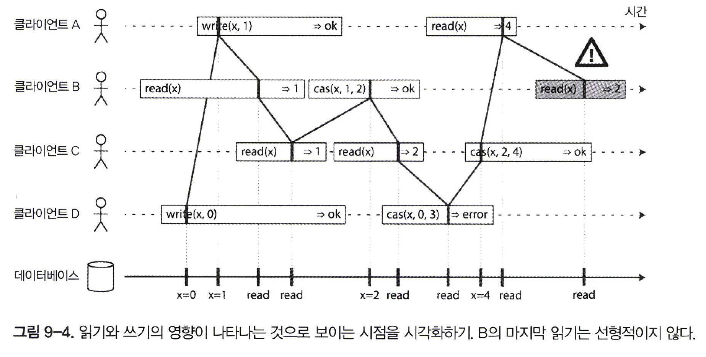 시간
클라이언트 A
write(x, 1) ⇒ ok
read(x) ⇒ 4
클라이언트 B
read(x) ⇒ 1
cas(x, 1, 2) ⇒ ok
read(x) ⇒ 2
클라이언트 C
read(x) ⇒ 1
read(x) ⇒ 2
cas(x, 2, 4) ⇒ ok
클라이언트 D
write(x, 0) ⇒ ok
cas(x, 0, 3) ⇒ error
데이터베이스
x=0 x=1 read read x=2 read read x=4 read read
그림 9-4. 읽기와 쓰기의 영향이 나타나는 것으로 보이는 시점을 시각화하기. B의 마지막 읽기는 선형적이지 않다.